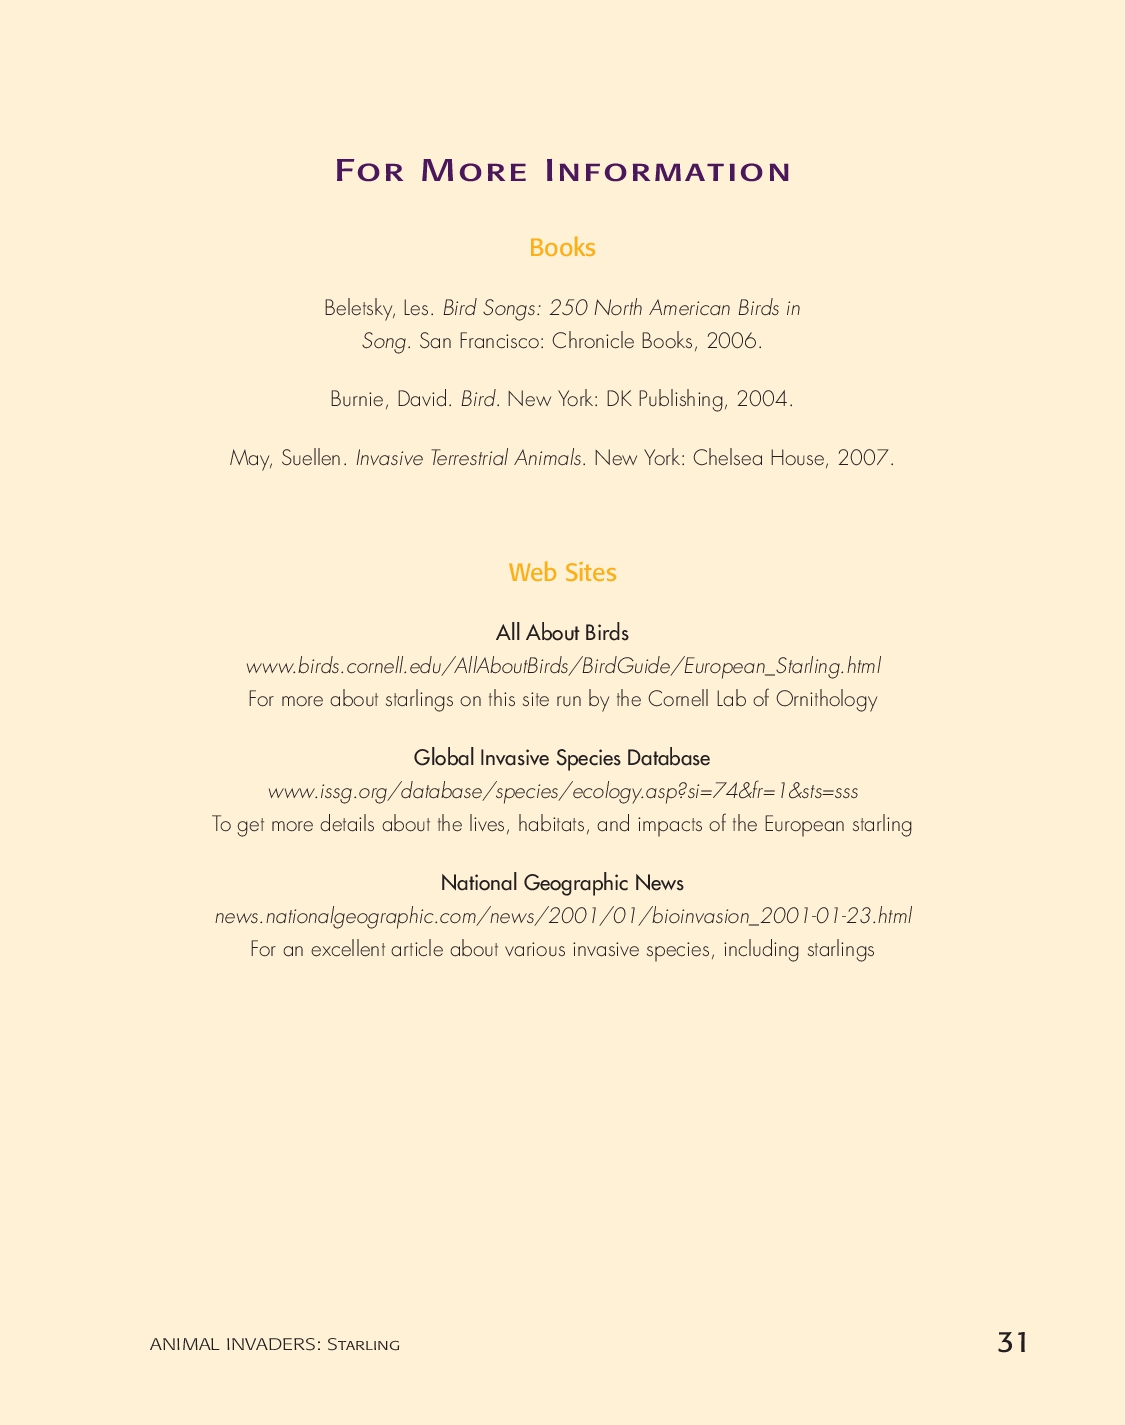 For More Information
Books
Beletsky, Les. Bird Songs: 250 North American Birds in
Song. San Francisco: Chronicle Books, 2006.
Burnie, David. Bird. New York: DK Publishing, 2004.
May, Suellen. Invasive Terrestrial Animals. New York: Chelsea House, 2007.
Web Sites
All About Birds
www.birds.cornell.edu/AllAboutBirds/BirdGuide/European_Starling.html
For more about starlings on this site run by the Cornell Lab of Ornithology
Global Invasive Species Database
www.issg.org/database/species/ecology.asp?si=74&fr=1&sts=sss
To get more details about the lives, habitats, and impacts of the European starling
National Geographic News
news.nationalgeographic.com/news/2001/01/bioinvasion_2001-01-23.html
For an excellent article about various invasive species, including starlings
ANIMAL INVADERS: Starling
31